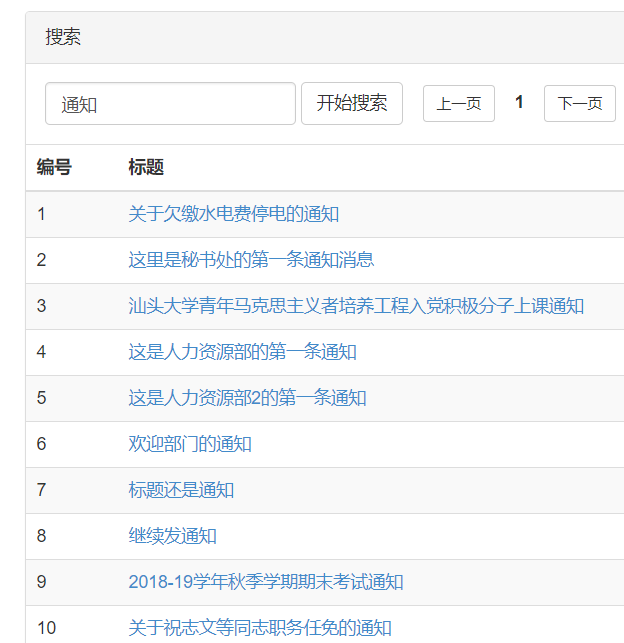 搜索
通知 开始搜索 上一页 1 下一页
编号 标题
1 关于欠缴水电费停电的通知
2 这里是秘书处的第一条通知消息
3 汕头大学青年马克思主义者培养工程入党积极分子上课通知
4 这是人力资源部的第一条通知
5 这是人力资源部2的第一条通知
6 欢迎部门的通知
7 标题还是通知
8 继续发通知
9 2018-19学年秋季学期期末考试通知
10 关于祝志文等同志职务任免的通知